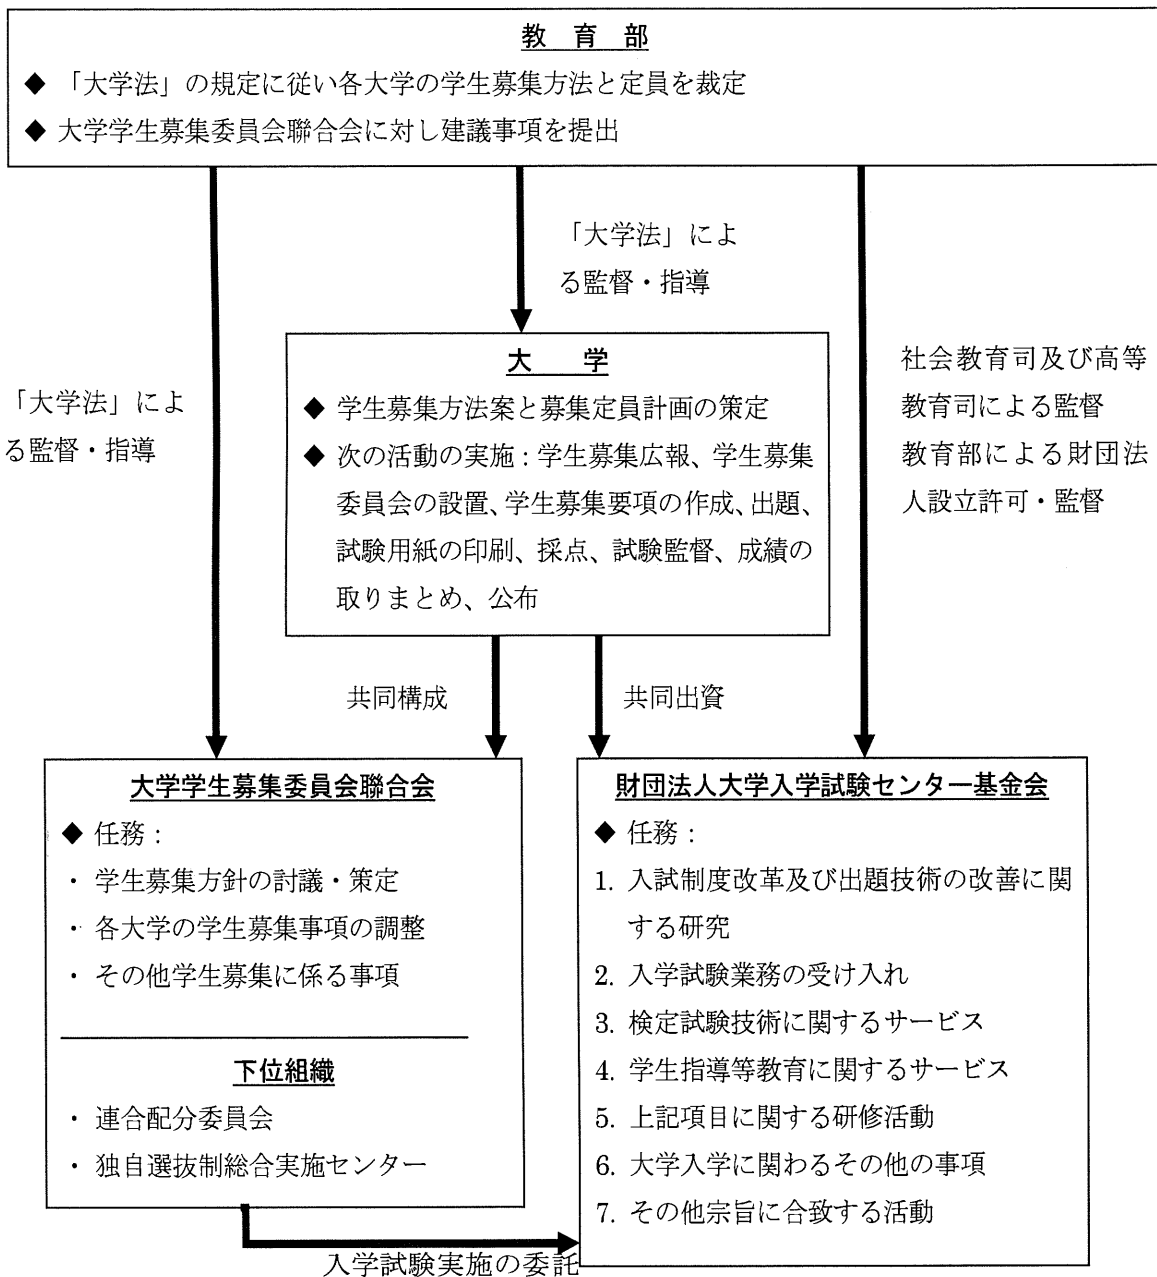 教 育 部
◆ 「大学法」の規定に従い各大学の学生募集方法と定員を裁定
◆ 大学学生募集委員会聯合会に対し建議事項を提出
「大学法」によ
る監督・指導
「大学法」によ
る監督・指導
社会教育司及び高等
教育司による監督
教育部による財団法
人設立許可・監督
大 学
◆ 学生募集方法案と募集定員計画の策定
◆ 次の活動の実施：学生募集広報、学生募集
委員会の設置、学生募集要項の作成、出題、
試験用紙の印刷、採点、試験監督、成績の
取りまとめ、公布
共同構成
共同出資
大学学生募集委員会聯合会
◆ 任務：
・ 学生募集方針の討議・策定
・ 各大学の学生募集事項の調整
・ その他学生募集に係る事項
下位組織
・ 連合配分委員会
・ 独自選抜制総合実施センター
財団法人大学入学試験センター基金会
◆ 任務：
1. 入試制度改革及び出題技術の改善に関
する研究
2. 入学試験業務の受け入れ
3. 検定試験技術に関するサービス
4. 学生指導等教育に関するサービス
5. 上記項目に関する研修活動
6. 大学入学に関わるその他の事項
7. その他宗旨に合致する活動
入学試験実施の委託